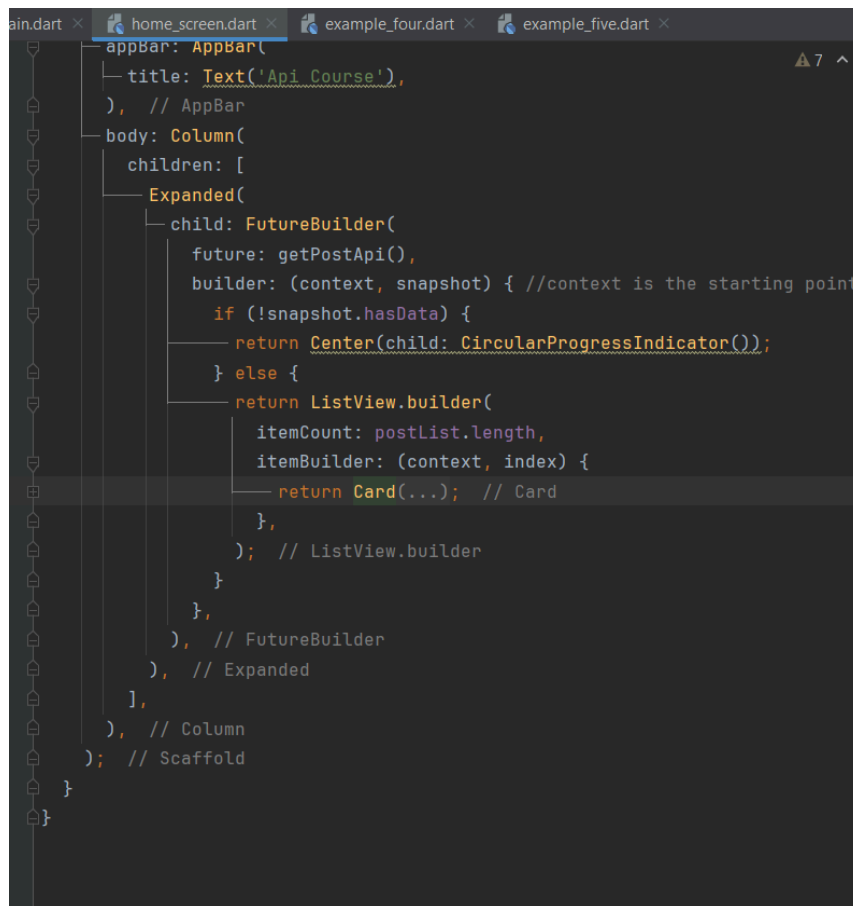 ain.dart × home_screen.dart × example_four.dart × example_five.dart ×
appBar: AppBar(
7
title: Text('Api Course'),
), // AppBar
body: Column(
children: [
Expanded(
child: FutureBuilder(
future: getPostApi(),
builder: (context, snapshot) { //context is the starting point
if (!snapshot.hasData) {
return Center(child: CircularProgressIndicator());
} else {
return ListView.builder(
itemCount: postList.length,
itemBuilder: (context, index) {
return Card(...); // Card
},
); // ListView.builder
}
},
), // FutureBuilder
), // Expanded
],
), // Column
); // Scaffold
}
}